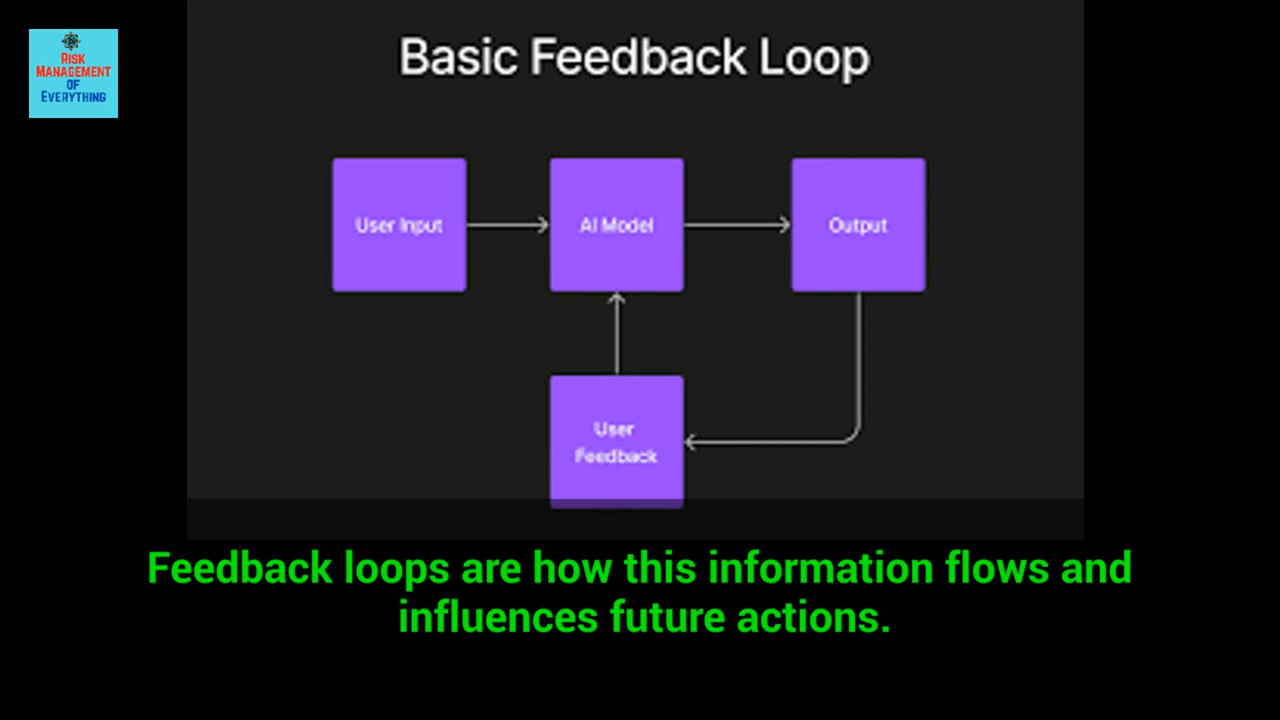 RISK
MANAGEMENT
OF
EVERYTHING
Basic Feedback Loop
User Input
AI Model
Output
User
Feedback
Feedback loops are how this information flows and
influences future actions.